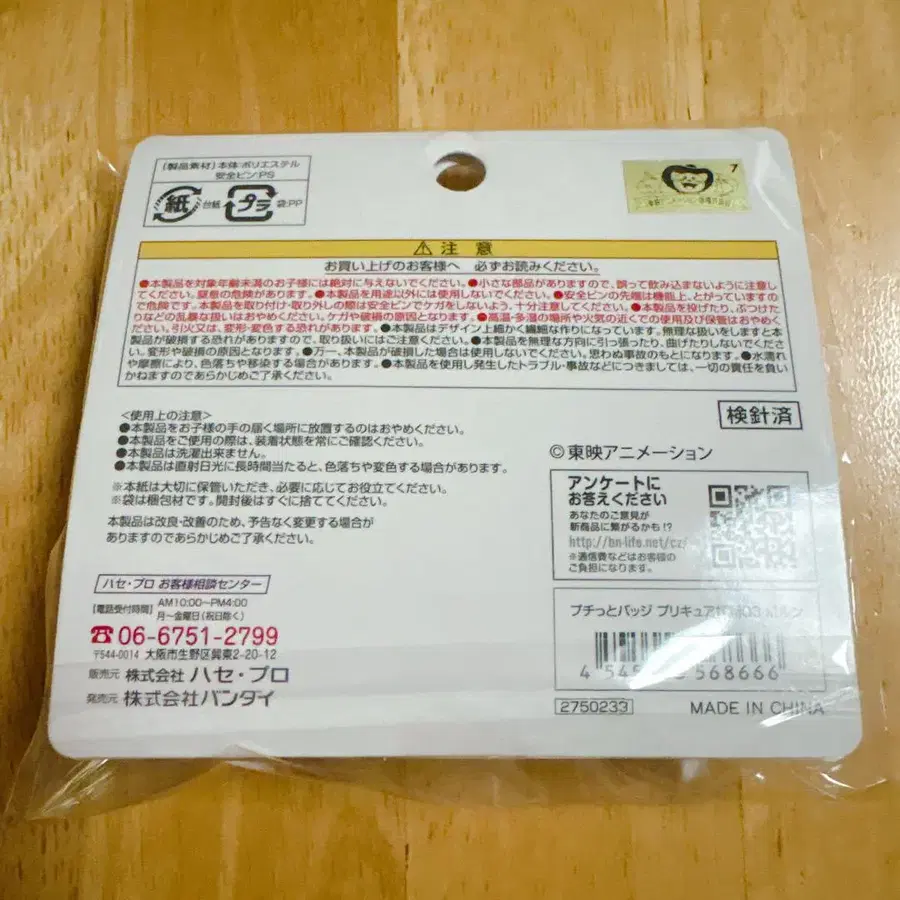 〔製品素材〕本体:ポリエステル
安全ピン:PS
紙 台紙 プラ 袋:PP
7
⚠注 意
お買い上げのお客様へ 必ずお読みください。
●本製品を対象年齢未満のお子様には絶対に与えないでください。●小さな部品がありますので、誤って飲み込まないように注意し
てください。窒息の危険があります。●本製品を用途以外には使用しないでください。●安全ピンの先端は機能上、とがっていますの
で危険です。本製品を取り付け・取り外しの際は安全ピンでケガをしないよう、十分注意してください。●本製品を投げたり、ぶつけた
りなどの乱暴な扱いはおやめください。ケガや破損の原因となります。●高温・多湿の場所や火気の近くでの使用及び保管はおやめく
ださい。引火又は、変形・変色する恐れがあります。●本製品はデザイン上細かく繊細な作りになっています。無理な扱いをしますと本
製品が破損する恐れがありますので、取り扱いにはご注意ください。●本製品を無理な方向に引っ張ったり、曲げたりしないでくださ
い。変形や破損の原因となります。●万一、本製品が破損した場合は使用しないでください。思わぬ事故のもとになります。●水濡れ
や摩擦により、色落ちや移染する場合があります。●本製品を使用し発生したトラブル・事故などにつきましては、一切の責任を負い
かねますのであらかじめご了承ください。
<使用上の注意>
●本製品をお子様の手の届く場所に放置するのはおやめください。
●本製品をご使用の際は、装着状態を常にご確認ください。
●本製品は洗濯出来ません。
●本製品は直射日光に長時間当たると、色落ちや変色する場合があります。
※本紙は大切に保管いただき、必要に応じてお役立てください。
※袋は梱包材です。開封後はすぐに捨ててください。
本製品は改良・改善のため、予告なく変更する場合が
ありますのであらかじめご了承ください。
検針済
©東映アニメーション
アンケートに
お答えください
あなたのご意見が
新商品に繋がるかも!?
http://bn-life.net/cz/
※通信費などはお客様の
ご負担になります。
ハセ・プロ お客様相談センター
【電話受付時間】 AM10:00～PM4:00
月～金曜日(祝日除く)
☎06-6751-2799
〒544-0014 大阪市生野区巽東2-20-12
販売元 株式会社 ハセ・プロ
発売元 株式会社バンダイ
プチっとバッジ プリキュア
568666
2750233
MADE IN CHINA